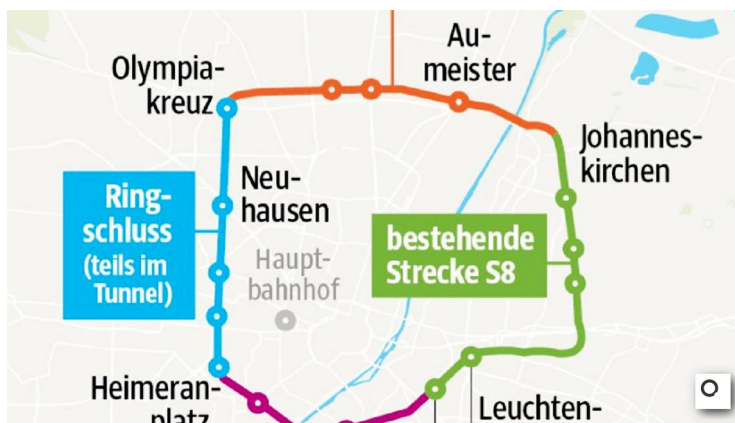 Au-
meister
Olympia-
kreuz
Johannes-
kirchen
Neu-
hausen
Ring-
schluss
(teils im
Tunnel)
bestehende
Strecke S8
Haupt-
bahnhof
Heimeran-
platz
Leuchten-